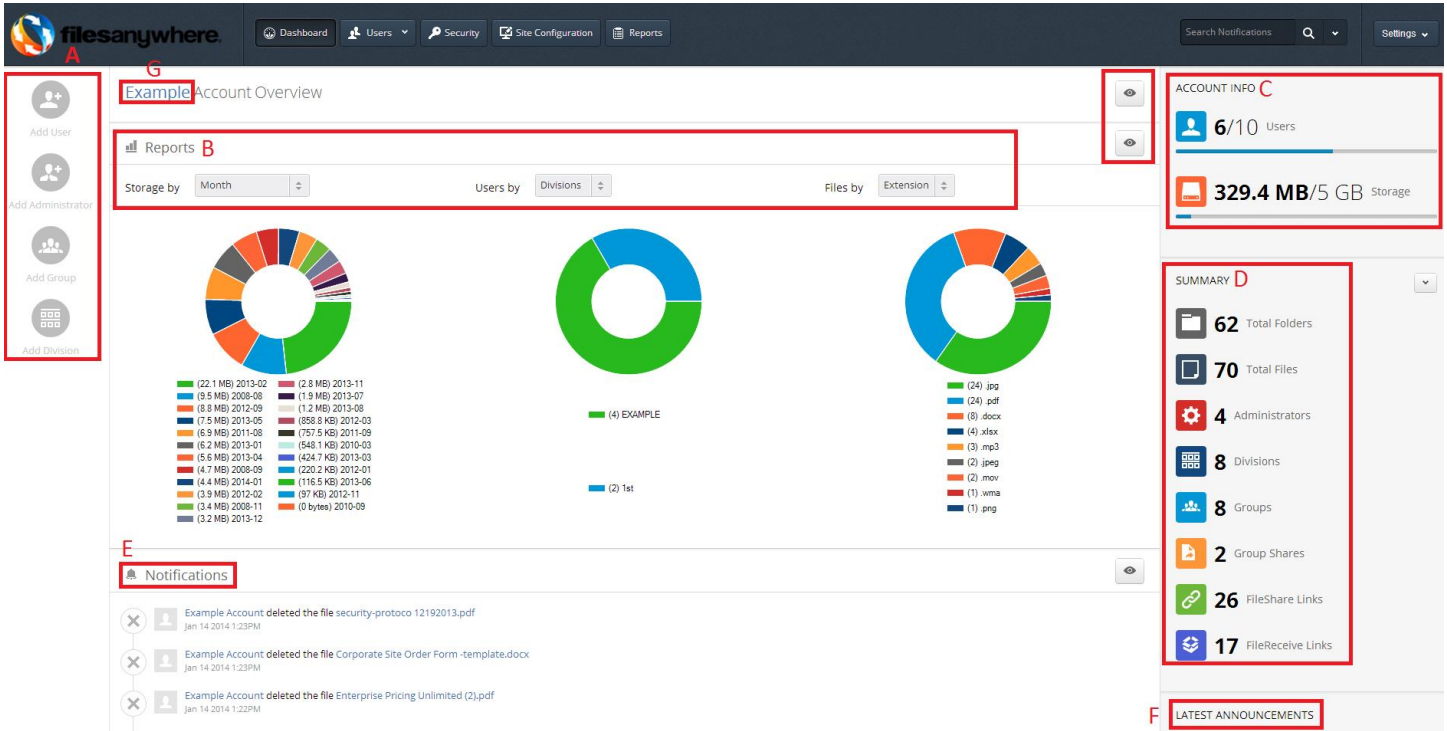 filesanywhere.
Dashboard
Users
Security
Site Configuration
Reports
Search Notifications
Settings
A
Add User
Add Administrator
Add Group
Add Division
G
Example Account Overview
Reports B
Storage by Month
Users by Divisions
Files by Extension
(22.1 MB) 2013-02
(9.5 MB) 2008-08
(8.8 MB) 2012-09
(7.5 MB) 2013-05
(6.9 MB) 2011-08
(6.2 MB) 2013-01
(5.6 MB) 2013-04
(4.7 MB) 2008-09
(4.4 MB) 2014-01
(3.9 MB) 2012-02
(3.4 MB) 2008-11
(3.2 MB) 2013-12
(2.8 MB) 2013-11
(1.9 MB) 2013-07
(1.2 MB) 2013-08
(858.8 KB) 2012-03
(757.5 KB) 2011-09
(548.1 KB) 2010-03
(424.7 KB) 2013-03
(220.2 KB) 2012-01
(116.5 KB) 2013-06
(97 KB) 2012-11
(0 bytes) 2010-09
(4) EXAMPLE
(2) 1st
(24) .jpg
(24) .pdf
(8) .docx
(4) .xlsx
(3) .mp3
(2) .jpeg
(2) .mov
(1) .wma
(1) .png
E
Notifications
Example Account deleted the file security-protoco 12192013.pdf
Jan 14 2014 1:23PM
Example Account deleted the file Corporate Site Order Form -template.docx
Jan 14 2014 1:23PM
Example Account deleted the file Enterprise Pricing Unlimited (2).pdf
Jan 14 2014 1:22PM
ACCOUNT INFO C
6/10 Users
329.4 MB/5 GB Storage
SUMMARY D
62 Total Folders
70 Total Files
4 Administrators
8 Divisions
8 Groups
2 Group Shares
26 FileShare Links
17 FileReceive Links
F
LATEST ANNOUNCEMENTS